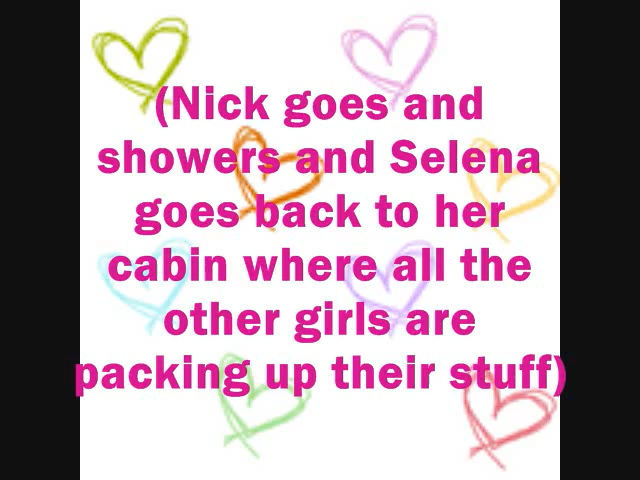 (Nick goes and
showers and Selena
goes back to her
cabin where all the
other girls are
packing up their stuff)